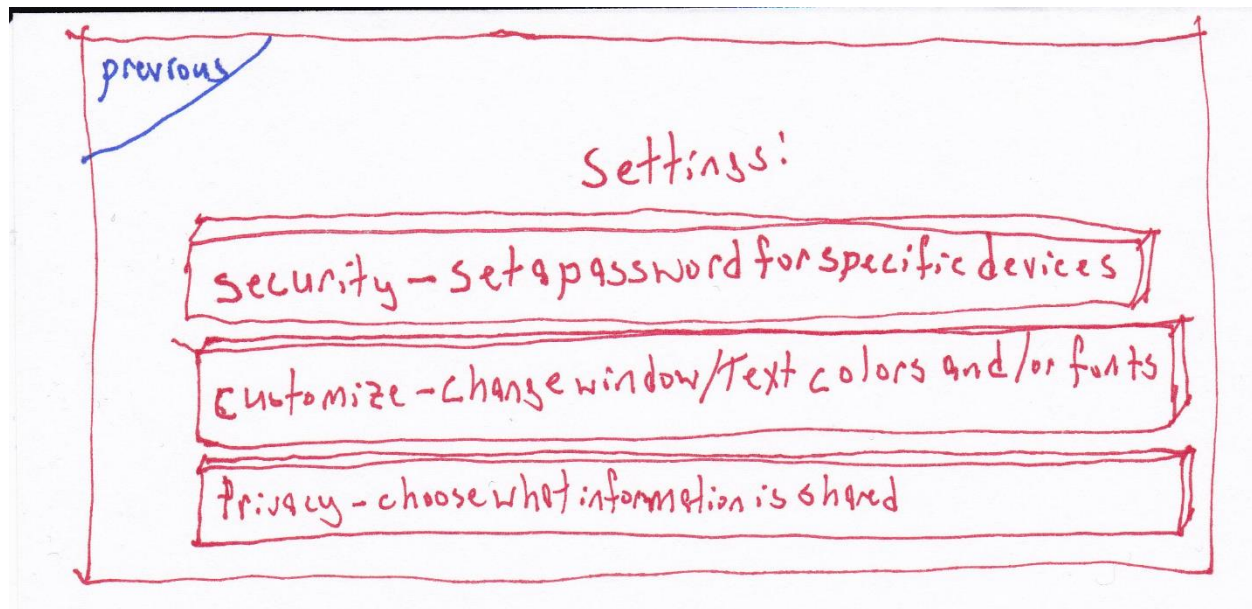 previous
Settings:
Security - Set a password for specific devices
Customize - Change window/Text colors and/or fonts
Privacy - choose what information is shared